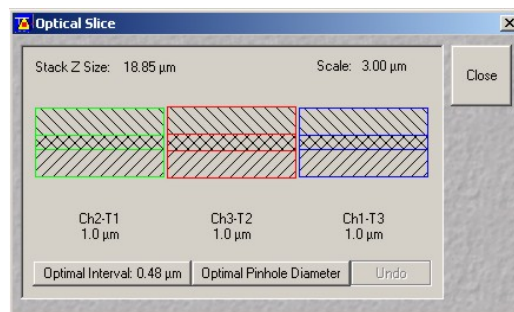 Optical Slice
Stack Z Size: 18.85 µm Scale: 3.00 µm
Close
Ch2-T1 Ch3-T2 Ch1-T3
1.0 µm 1.0 µm 1.0 µm
Optimal Interval: 0.48 µm Optimal Pinhole Diameter Undo